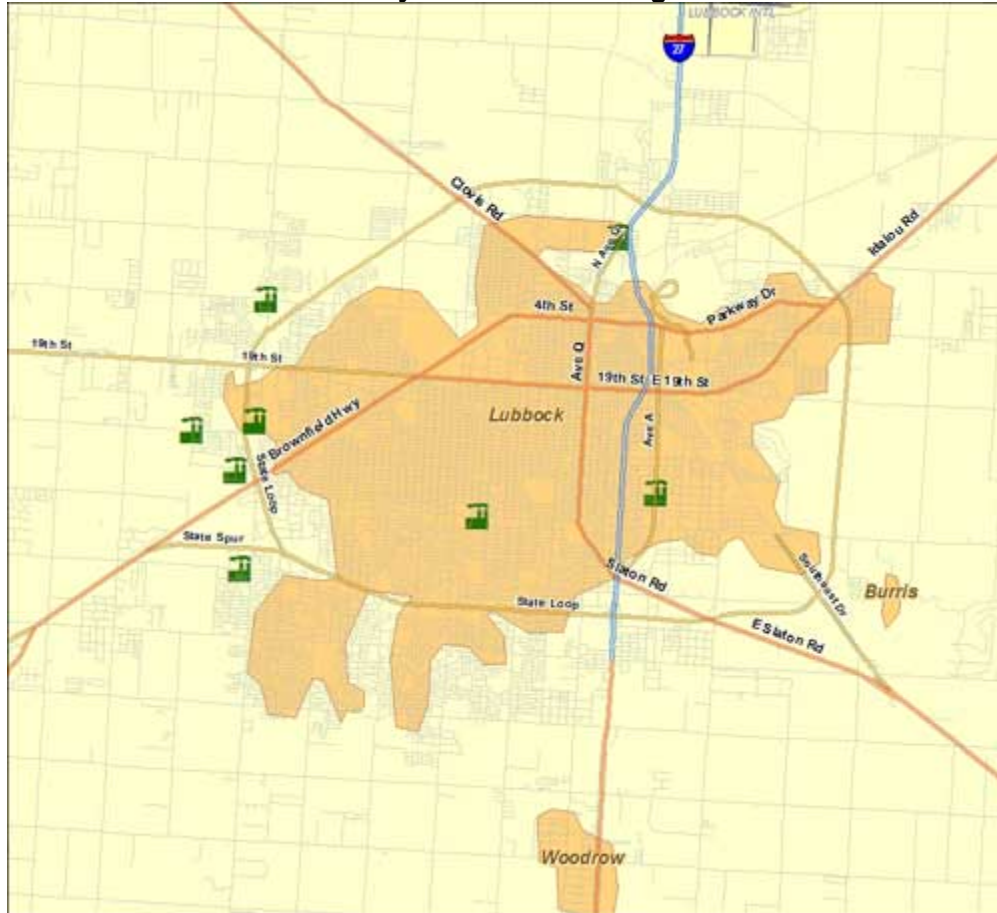 LUBBOCK INTL
27
Clovis Rd
N Ave Q
Idalou Rd
4th St
Parkway Dr
19th St
19th St
Ave Q
19th St
E 19th St
Lubbock
Ave A
Brownfield Hwy
State Loop
State Spur
Slaton Rd
Southeast Dr
Burris
State Loop
E Slaton Rd
Woodrow